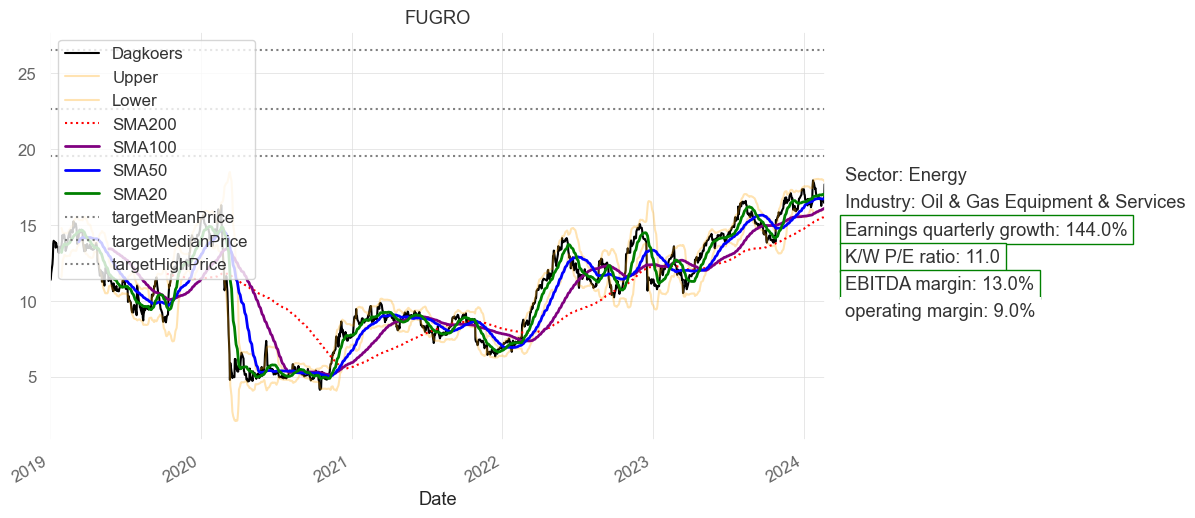 FUGRO
Dagkoers
Upper
Lower
SMA200
SMA100
SMA50
SMA20
targetMeanPrice
targetMedianPrice
targetHighPrice
25
20
15
10
5
2019
2020
2021
2022
2023
2024
Date
Sector: Energy
Industry: Oil & Gas Equipment & Services
Earnings quarterly growth: 144.0%
K/W P/E ratio: 11.0
EBITDA margin: 13.0%
operating margin: 9.0%